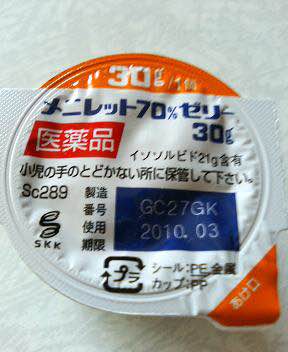 30g/1個
メニレット70%ゼリー
30g
医薬品
イソソルビド21g含有
小児の手のとどかない所に保管して下さい。
Sc289 製造
番号 GC27GK
使用 2010.03
期限
SKK
プラ
シール:PE,金属
カップ:PP
あけ口